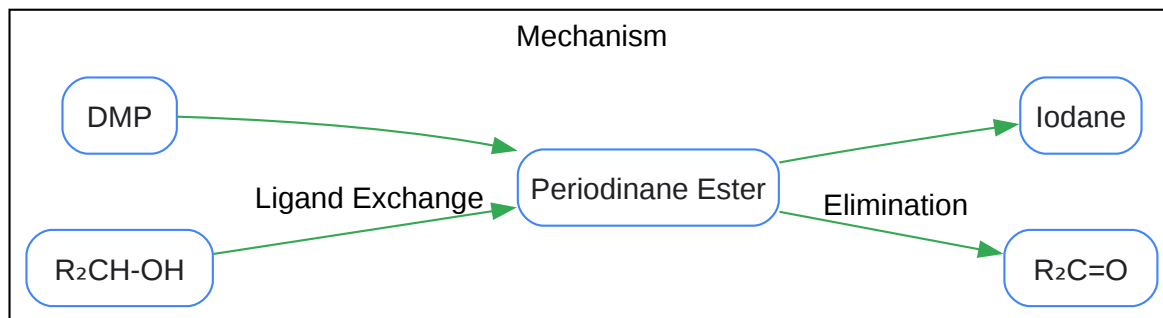 Mechanism
DMP
Iodane
Periodinane Ester
Ligand Exchange
Elimination
R₂CH-OH
R₂C=O